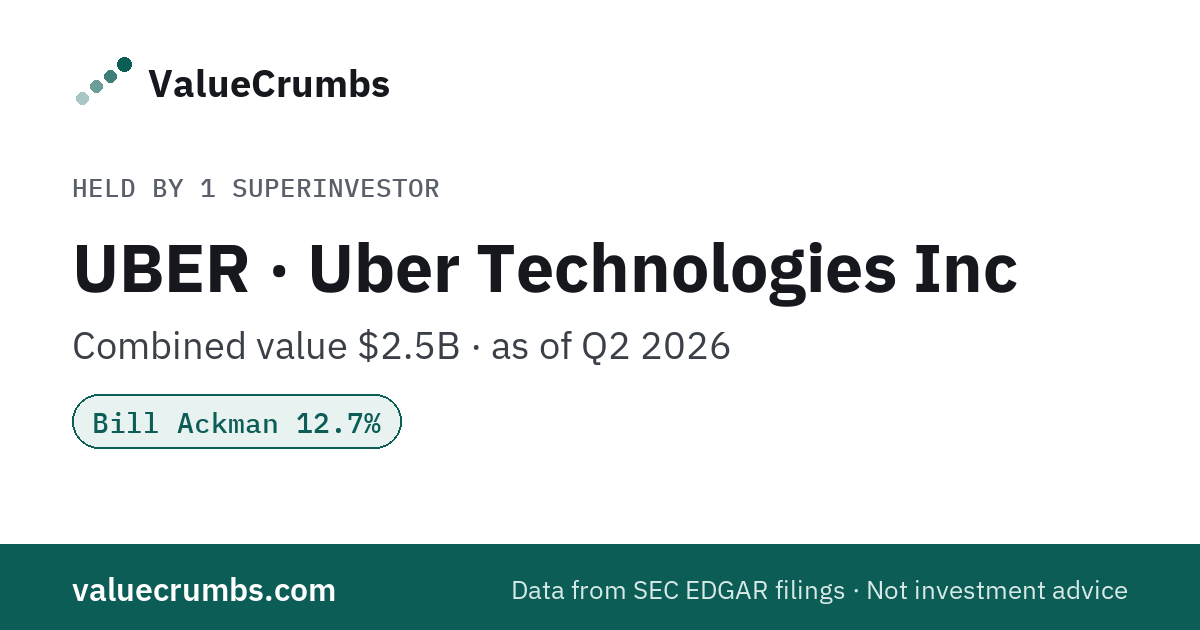 ValueCrumbs
HELD BY 1 SUPERINVESTOR
UBER · Uber Technologies Inc
Combined value $2.5B · as of Q2 2026
Bill Ackman 12.7%
valuecrumbs.com
Data from SEC EDGAR filings · Not investment advice